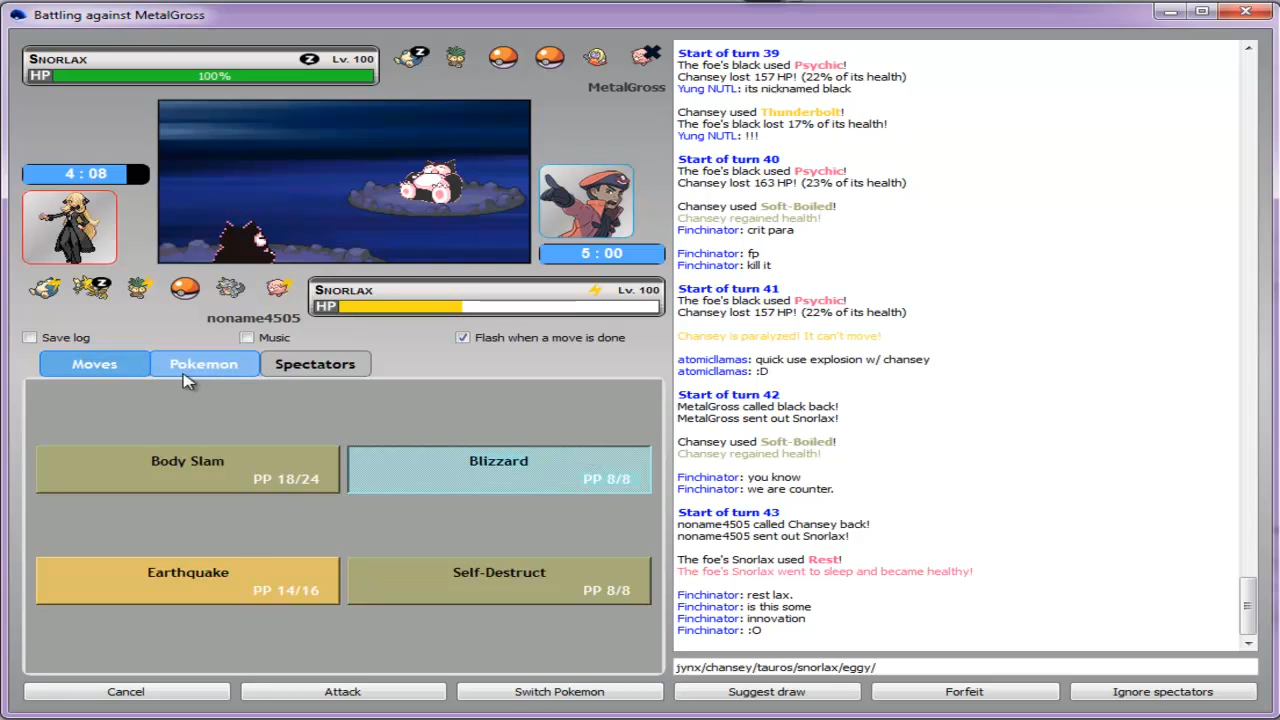 Battling against MetalGross
SNORLAX Z Lv. 100
HP 100%
Z
MetalGross
4 : 08
5 : 00
Z
SNORLAX Lv. 100
HP
noname4505
Save log
Music
Flash when a move is done
Moves
Pokemon
Spectators
Body Slam
PP 18/24
Blizzard
PP 8/8
Earthquake
PP 14/16
Self-Destruct
PP 8/8
Cancel
Attack
Switch Pokemon
Start of turn 39
The foe's black used Psychic!
Chansey lost 157 HP! (22% of its health)
Yung NUTL: its nicknamed black
Chansey used Thunderbolt!
The foe's black lost 17% of its health!
Yung NUTL: !!!
Start of turn 40
The foe's black used Psychic!
Chansey lost 163 HP! (23% of its health)
Chansey used Soft-Boiled!
Chansey regained health!
Finchinator: crit para
Finchinator: fp
Finchinator: kill it
Start of turn 41
The foe's black used Psychic!
Chansey lost 157 HP! (22% of its health)
Chansey is paralyzed! It can't move!
atomicllamas: quick use explosion w/ chansey
atomicllamas: :D
Start of turn 42
MetalGross called black back!
MetalGross sent out Snorlax!
Chansey used Soft-Boiled!
Chansey regained health!
Finchinator: you know
Finchinator: we are counter.
Start of turn 43
noname4505 called Chansey back!
noname4505 sent out Snorlax!
The foe's Snorlax used Rest!
The foe's Snorlax went to sleep and became healthy!
Finchinator: rest lax.
Finchinator: is this some
Finchinator: innovation
Finchinator: :O
jynx/chansey/tauros/snorlax/eggy/
Suggest draw
Forfeit
Ignore spectators